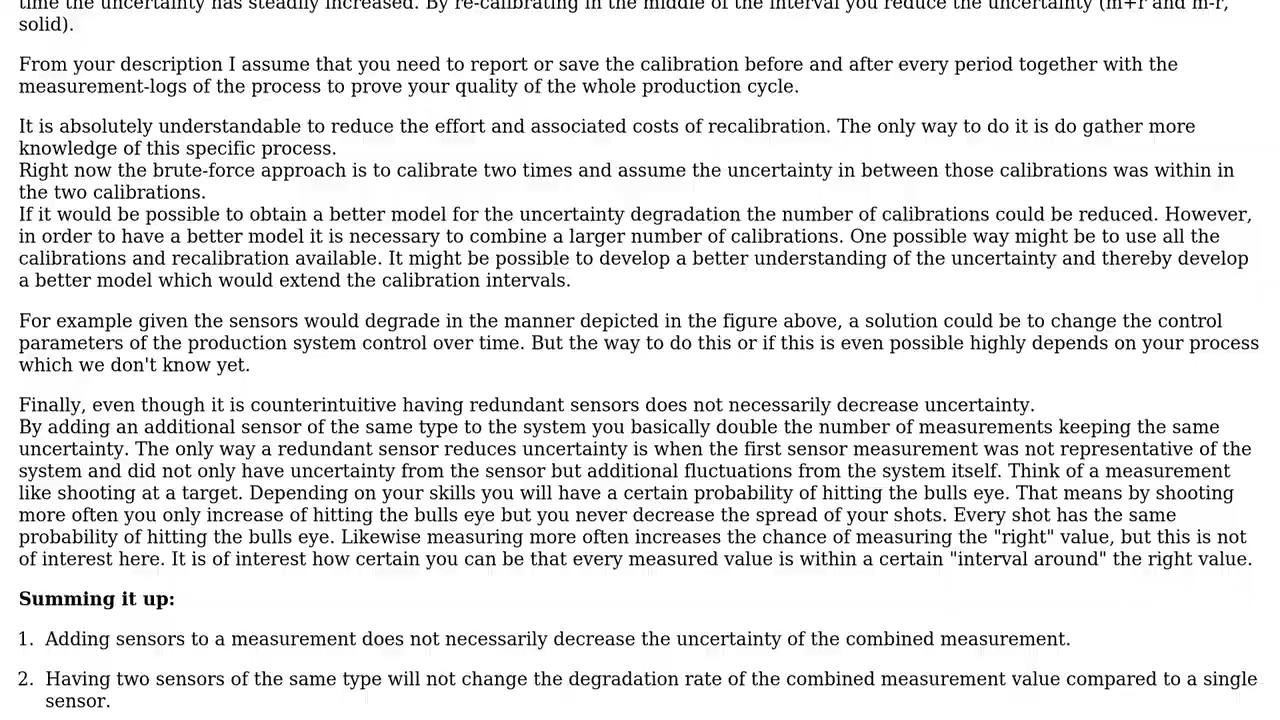 time the uncertainty has steadily increased. By re-calibrating in the middle of the interval you reduce the uncertainty (m+r and m-r,
solid).
From your description I assume that you need to report or save the calibration before and after every period together with the
measurement-logs of the process to prove your quality of the whole production cycle.
It is absolutely understandable to reduce the effort and associated costs of recalibration. The only way to do it is do gather more
knowledge of this specific process.
Right now the brute-force approach is to calibrate two times and assume the uncertainty in between those calibrations was within in
the two calibrations.
If it would be possible to obtain a better model for the uncertainty degradation the number of calibrations could be reduced. However,
in order to have a better model it is necessary to combine a larger number of calibrations. One possible way might be to use all the
calibrations and recalibration available. It might be possible to develop a better understanding of the uncertainty and thereby develop
a better model which would extend the calibration intervals.
For example given the sensors would degrade in the manner depicted in the figure above, a solution could be to change the control
parameters of the production system control over time. But the way to do this or if this is even possible highly depends on your process
which we don't know yet.
Finally, even though it is counterintuitive having redundant sensors does not necessarily decrease uncertainty.
By adding an additional sensor of the same type to the system you basically double the number of measurements keeping the same
uncertainty. The only way a redundant sensor reduces uncertainty is when the first sensor measurement was not representative of the
system and did not only have uncertainty from the sensor but additional fluctuations from the system itself. Think of a measurement
like shooting at a target. Depending on your skills you will have a certain probability of hitting the bulls eye. That means by shooting
more often you only increase of hitting the bulls eye but you never decrease the spread of your shots. Every shot has the same
probability of hitting the bulls eye. Likewise measuring more often increases the chance of measuring the "right" value, but this is not
of interest here. It is of interest how certain you can be that every measured value is within a certain "interval around" the right value.
Summing it up:
1. Adding sensors to a measurement does not necessarily decrease the uncertainty of the combined measurement.
2. Having two sensors of the same type will not change the degradation rate of the combined measurement value compared to a single
sensor.